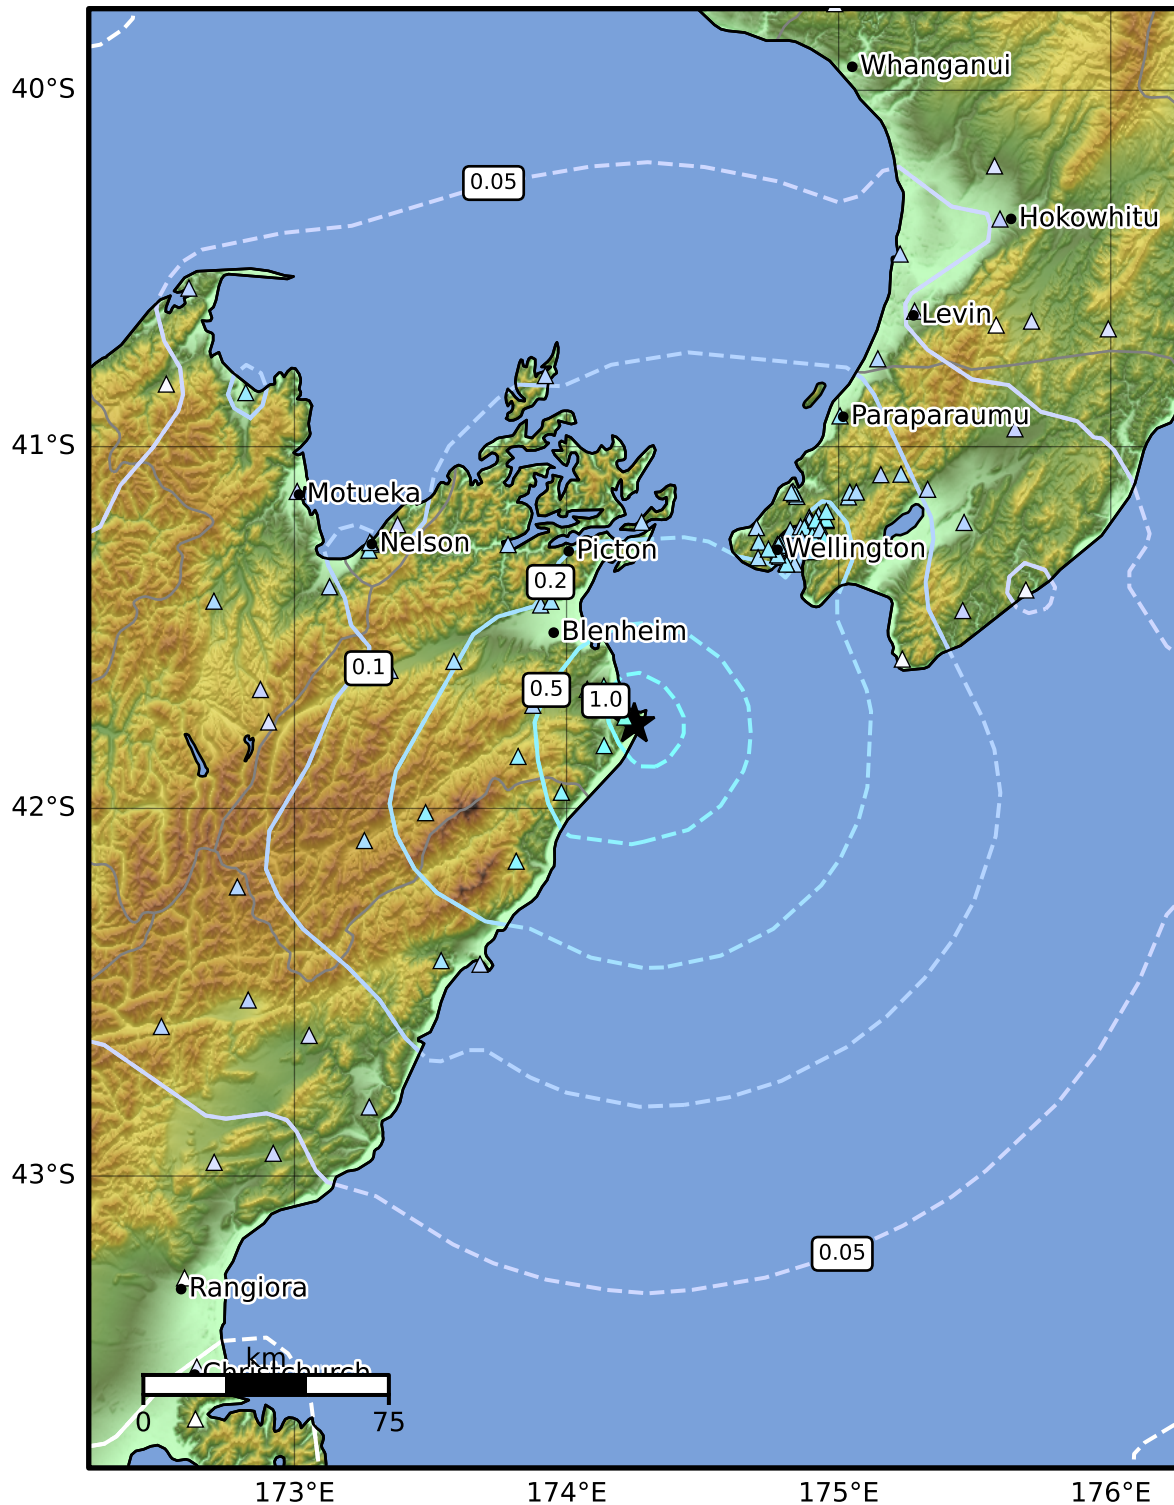 Whanganui
40°S
0.05
Hokowhitu
Levin
Paraparaumu
41°S
Motueka
Nelson
Picton
Wellington
0.2
Blenheim
0.1
0.5
1.0
42°S
43°S
0.05
Rangiora
km
Christchurch
0
75
173°E
174°E
175°E
176°E